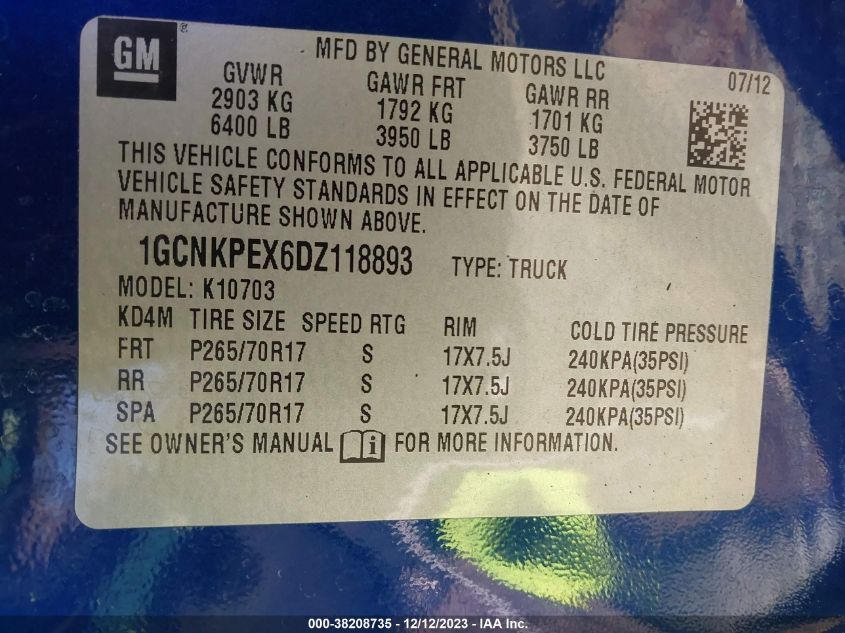 GM ®
MFD BY GENERAL MOTORS LLC
07/12
GVWR GAWR FRT GAWR RR
2903 KG 1792 KG 1701 KG
6400 LB 3950 LB 3750 LB
THIS VEHICLE CONFORMS TO ALL APPLICABLE U.S. FEDERAL MOTOR
VEHICLE SAFETY STANDARDS IN EFFECT ON THE DATE OF
MANUFACTURE SHOWN ABOVE.
1GCNKPEX6DZ118893 TYPE: TRUCK
MODEL: K10703
KD4M TIRE SIZE SPEED RTG RIM COLD TIRE PRESSURE
FRT P265/70R17 S 17X7.5J 240KPA(35PSI)
RR P265/70R17 S 17X7.5J 240KPA(35PSI)
SPA P265/70R17 S 17X7.5J 240KPA(35PSI)
SEE OWNER'S MANUAL i FOR MORE INFORMATION.
000-38208735 - 12/12/2023 - IAA Inc.